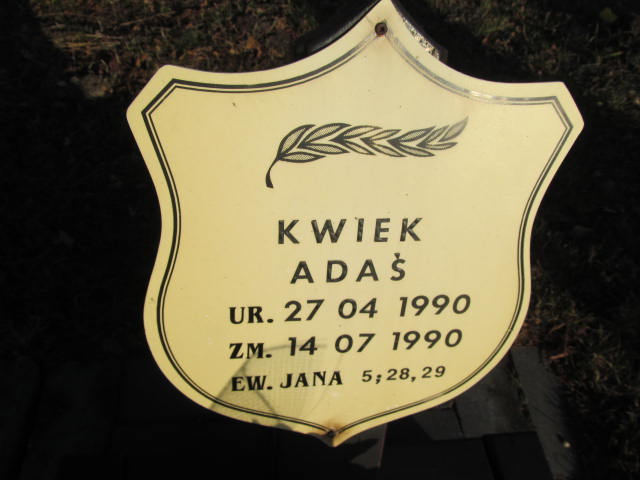 KWIEK
ADAŚ
UR. 27 04 1990
ZM. 14 07 1990
EW. JANA 5;28,29